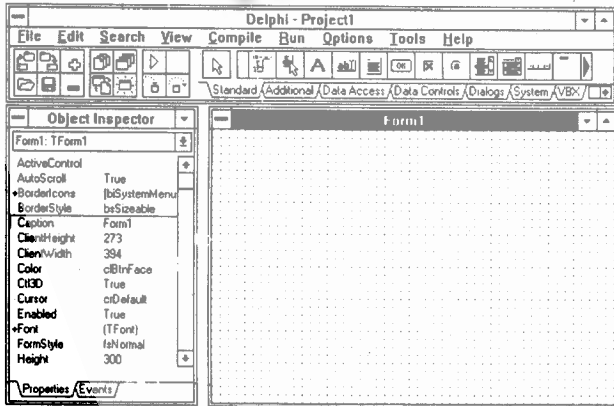 Delphi - Project1
File Edit Search View Compile Run Options Tools Help
Standard Additional Data Access Data Controls Dialogs System VBX
Object Inspector
Form1: TForm1
ActiveControl
AutoScroll True
+BorderIcons [biSystemMenu
BorderStyle bsSizeable
Caption Form1
ClientHeight 273
ClientWidth 394
Color clBtnFace
Ctl3D True
Cursor crDefault
Enabled True
+Font (TFont)
FormStyle fsNormal
Height 300
Properties Events
Form1